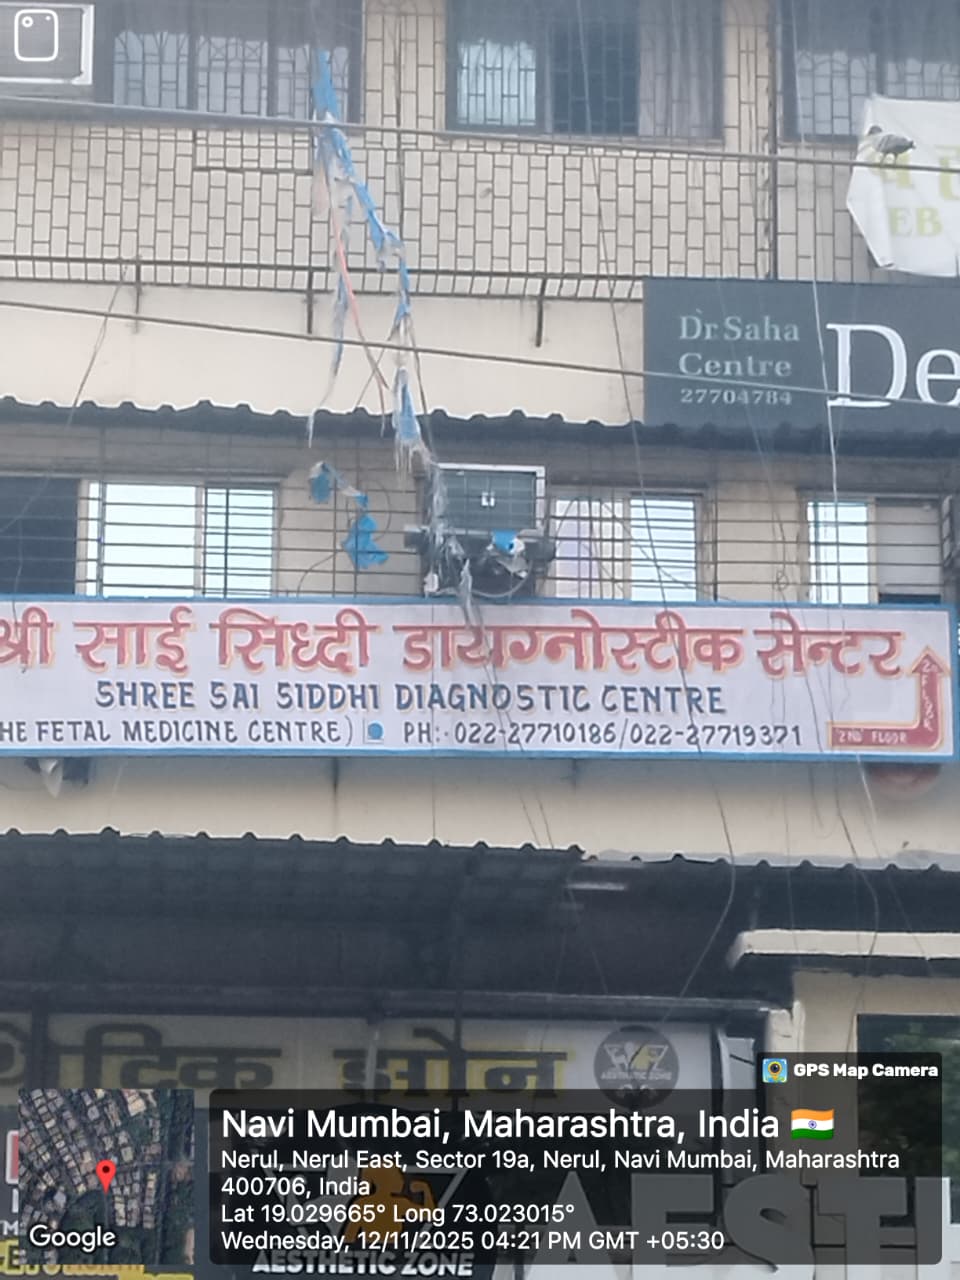 EB
Dr. Saha
Centre
27704784
De
श्री साई सिध्दी डायग्नोस्टीक सेन्टर
SHREE SAI SIDDHI DIAGNOSTIC CENTRE
HE FETAL MEDICINE CENTRE) PH:-022-27710186/022-27719371
2ND FLOOR
2ND FLOOR
टिक झोन
AESTHETIC ZONE
GPS Map Camera
Navi Mumbai, Maharashtra, India
Nerul, Nerul East, Sector 19a, Nerul, Navi Mumbai, Maharashtra
400706, India
Lat 19.029665° Long 73.023015°
Wednesday, 12/11/2025 04:21 PM GMT +05:30
Google
AEST
AESTHETIC ZONE